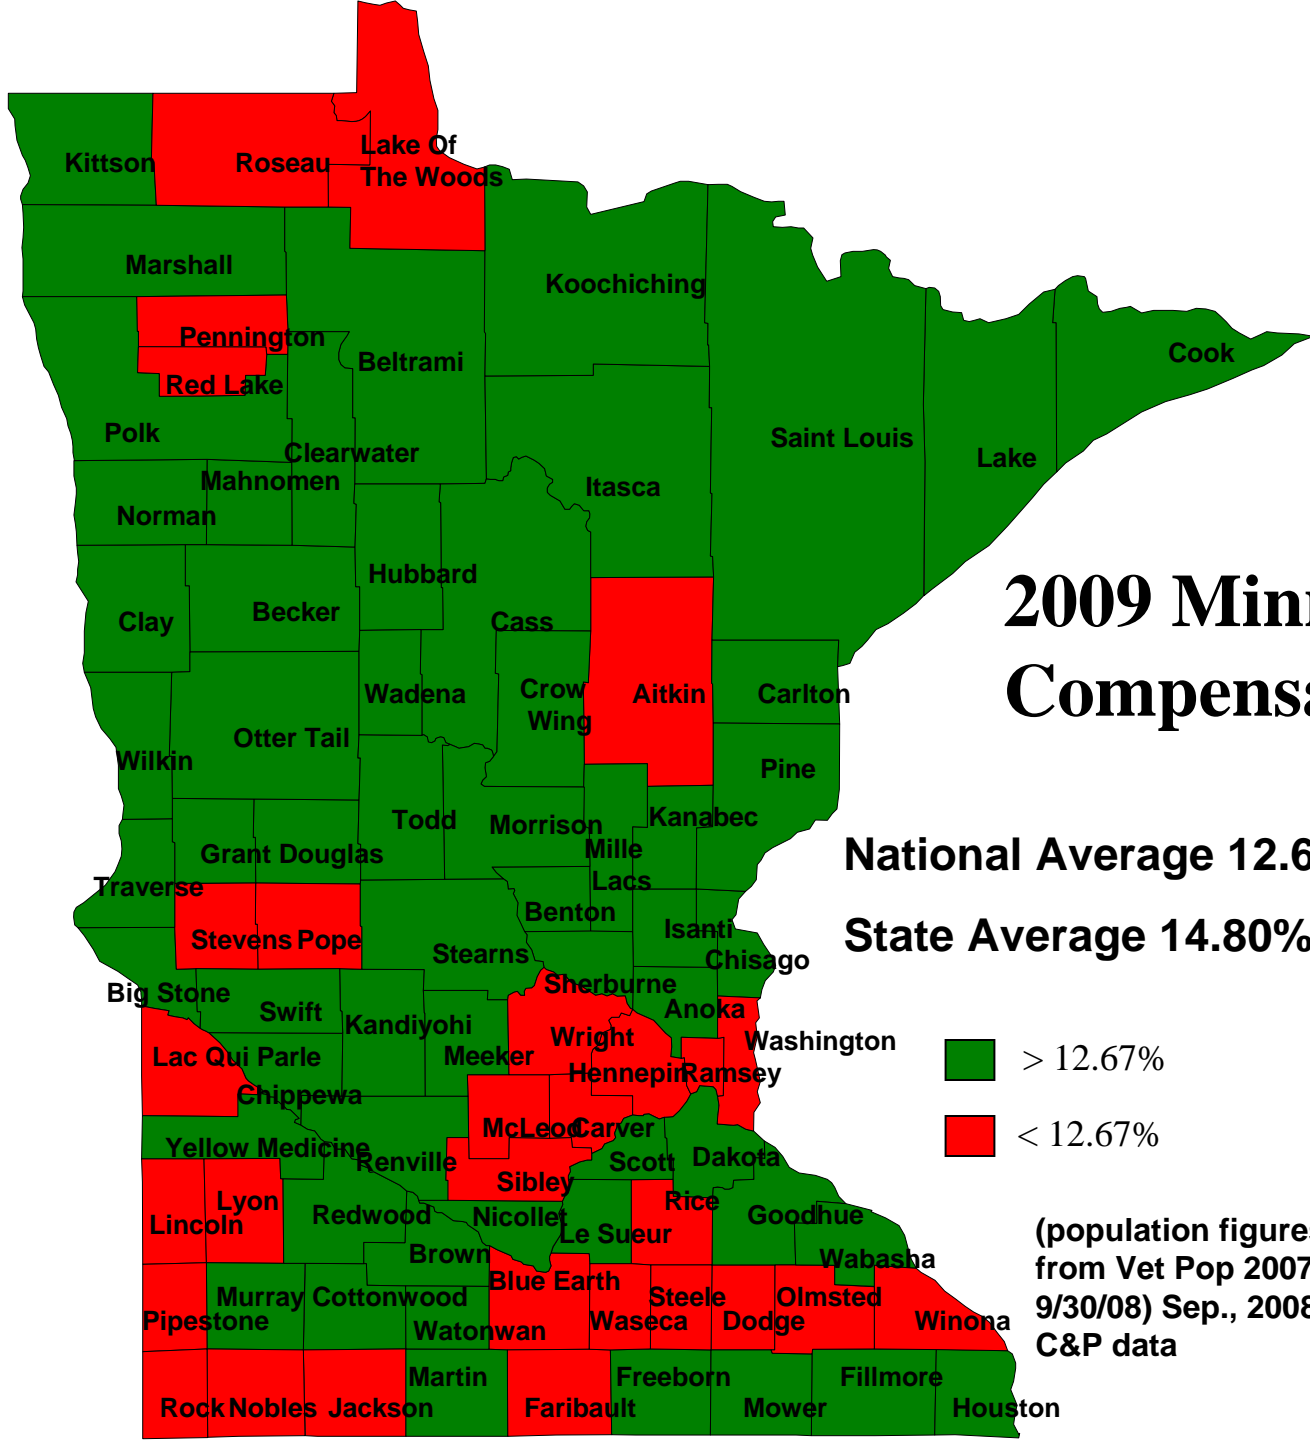 Lake Of
The Woods
Kittson
Roseau
Marshall
Koochiching
Pennington
Beltrami
Cook
Red Lake
Polk
Clearwater
Saint Louis
Lake
Mahnomen
Itasca
Norman
Hubbard
Clay
Becker
Cass
2009
Wadena
Crow
Wing
Aitkin
Carlton
Otter Tail
Wilkin
Pine
Todd
Morrison
Kanabec
Mille
Lacs
National Average 12.6
Grant Douglas
Traverse
Benton
Isanti
State Average 14.80%
Stevens Pope
Stearns
Chisago
Big Stone
Sherburne
Swift
Anoka
Kandiyohi
Wright
Washington
Lac Qui Parle
Meeker
Hennepin
Ramsey
> 12.67%
Chippewa
McLeod
Carver
< 12.67%
Yellow Medicine
Renville
Scott
Dakota
Sibley
Lyon
Rice
Lincoln
Redwood
Nicollet
Le Sueur
Goodhue
Brown
Wabasha
(population figures
from Vet Pop 2007
9/30/08) Sep., 2008
C&P data
Blue Earth
Murray
Cottonwood
Steele
Olmsted
Pipestone
Watonwan
Waseca
Dodge
Winona
Martin
Freeborn
Fillmore
Rock
Nobles
Jackson
Faribault
Mower
Houston